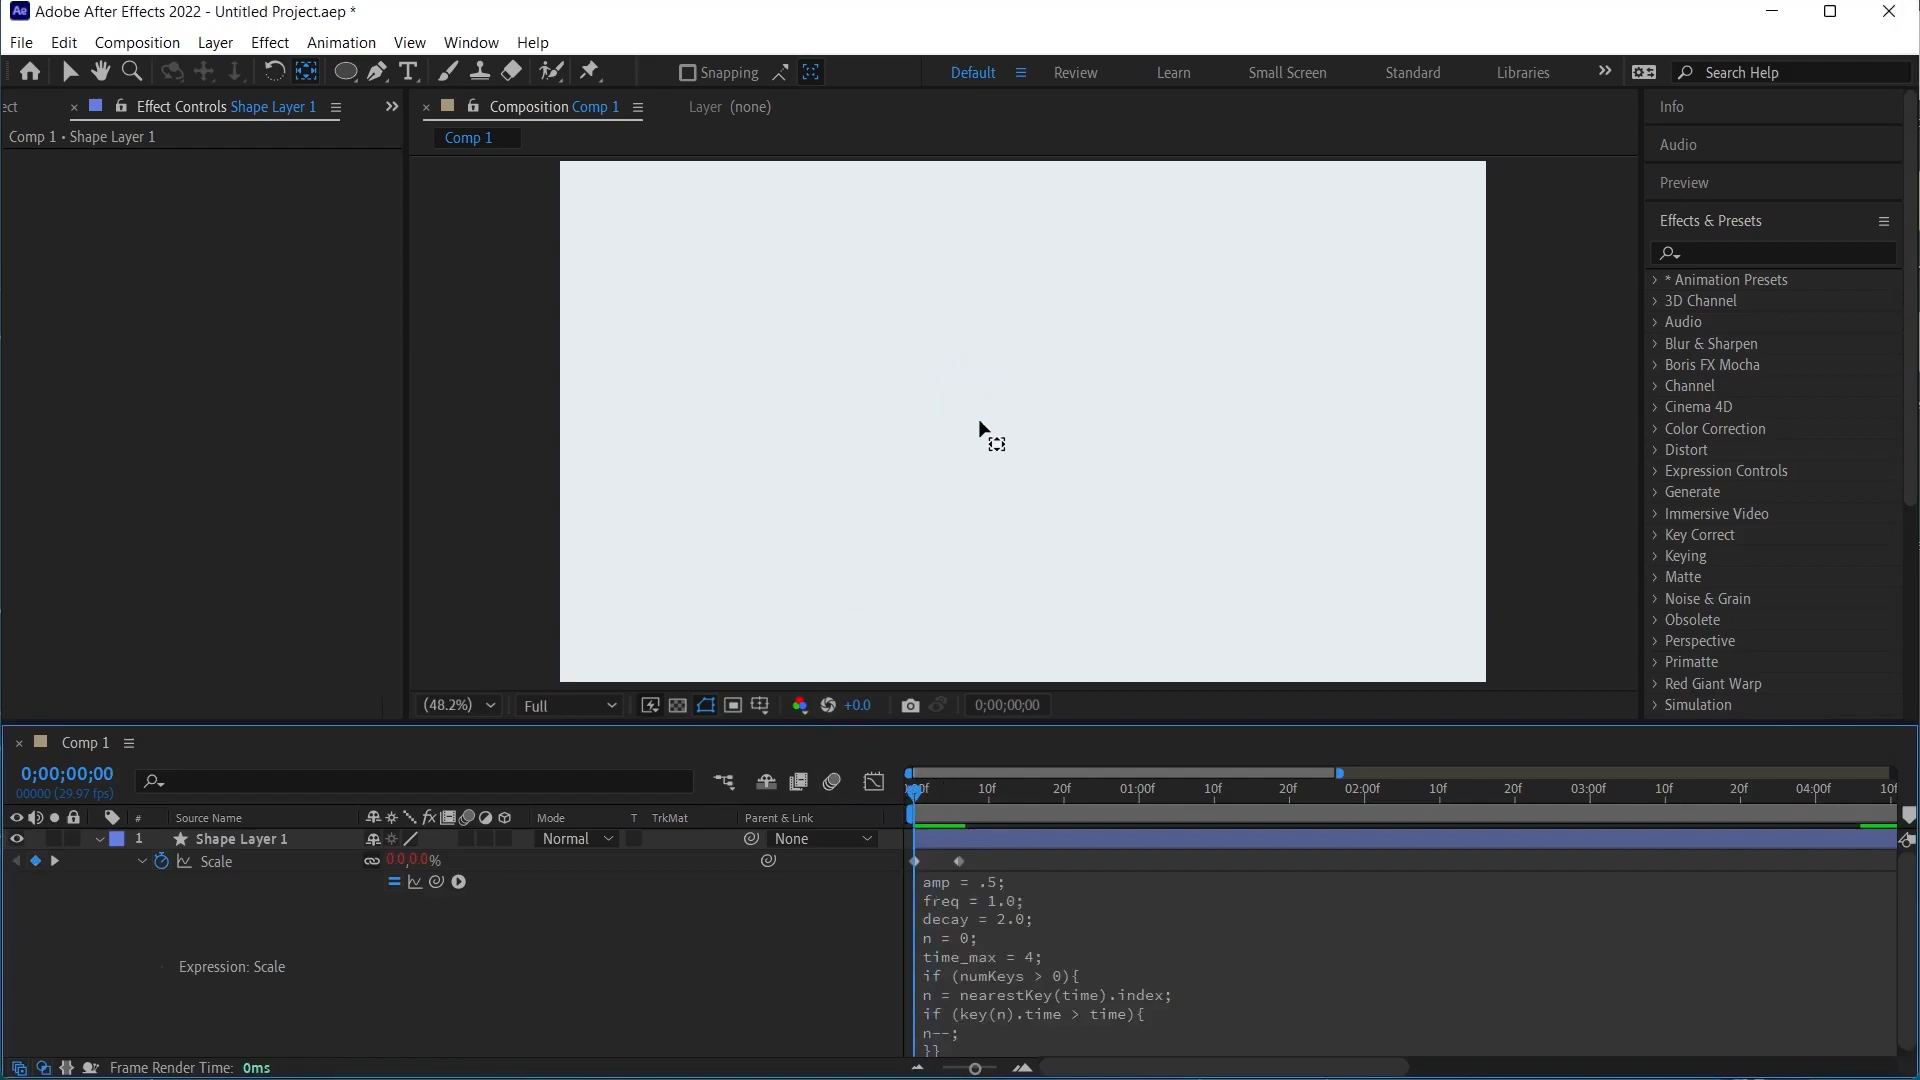 Ae Adobe After Effects 2022 - Untitled Project.aep *
File Edit Composition Layer Effect Animation View Window Help
T Snapping Default Review Learn Small Screen Standard Libraries Search Help
ect Effect Controls Shape Layer 1 Composition Comp 1 Layer (none) Info
Comp 1 • Shape Layer 1 Comp 1
Audio
Preview
Effects & Presets
* Animation Presets
3D Channel
Audio
Blur & Sharpen
Boris FX Mocha
Channel
Cinema 4D
Color Correction
Distort
Expression Controls
Generate
Immersive Video
Key Correct
Keying
Matte
Noise & Grain
Obsolete
Perspective
Primatte
Red Giant Warp
Simulation
(48.2%) Full +0.0 0;00;00;00
Comp 1
0;00;00;00
00000 (29.97 fps)
10f 20f 01:00f 10f 20f 02:00f 10f 20f 03:00f 10f 20f 04:00f 10f
# Source Name fx Mode T TrkMat Parent & Link
1 Shape Layer 1 Normal None
Scale 0.0,0.0%
Expression: Scale
amp = .5;
freq = 1.0;
decay = 2.0;
n = 0;
time_max = 4;
if (numKeys > 0){
n = nearestKey(time).index;
if (key(n).time > time){
n--;
}}
Frame Render Time: 0ms